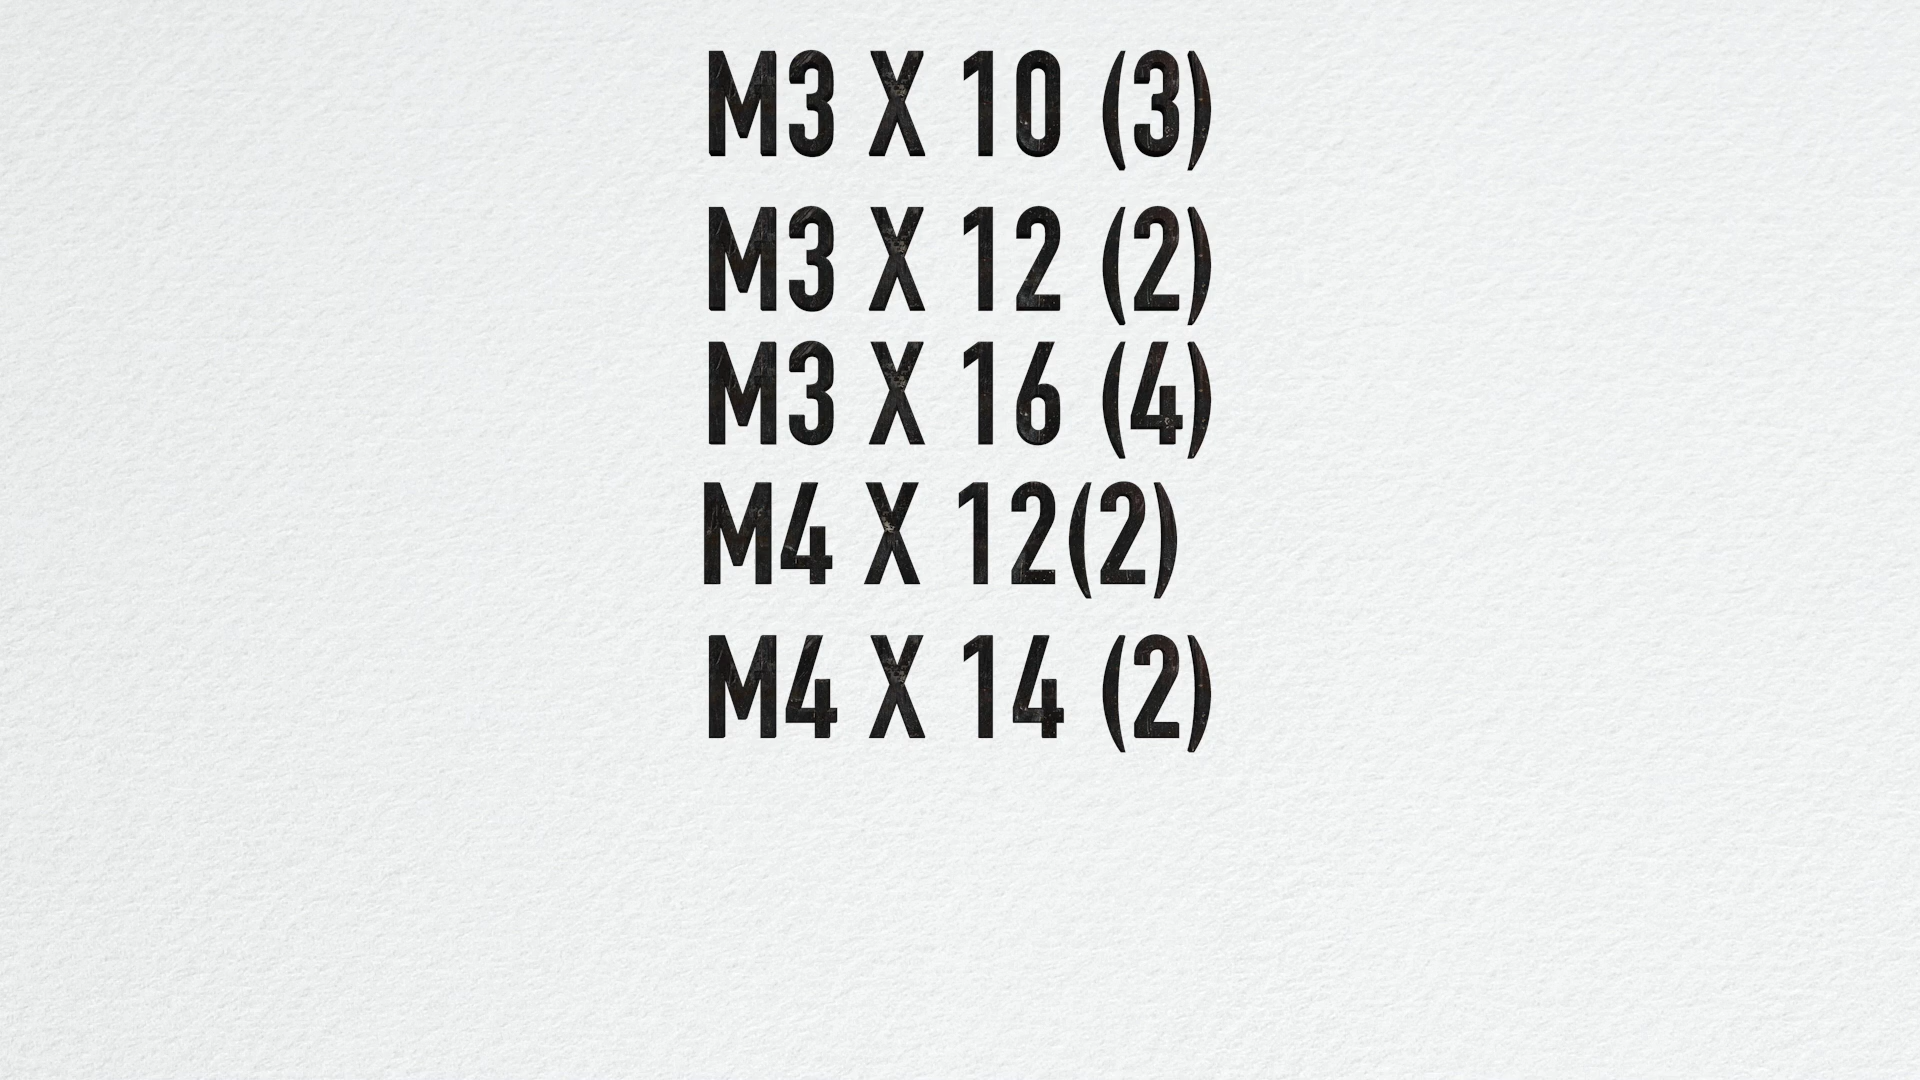 M3 X 10 (3)
M3 X 12 (2)
M3 X 16 (4)
M4 X 12(2)
M4 X 14 (2)